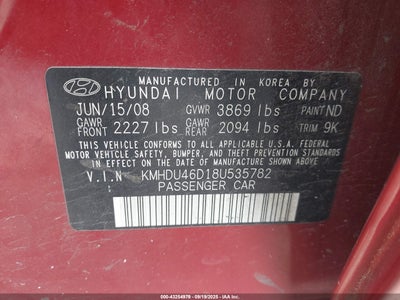 MANUFACTURED IN KOREA BY
HYUNDAI MOTOR COMPANY
JUN/15/08 GVWR 3869 lbs PAINT ND
GAWR FRONT 2227 lbs GAWR REAR 2094 lbs TRIM 9K
THIS VEHICLE CONFORMS TO ALL APPLICABLE U.S.A FEDERAL
MOTOR VEHICLE SAFETY, BUMPER, AND THEFT PREVENTION
STANDARDS IN EFFECT ON THE DATE OF MANUFACTURE SHOWN ABOVE.
V.I.N KMHDU46D18U535782
PASSENGER CAR
000-43254976 - 09/19/2025 - IAAI.COM